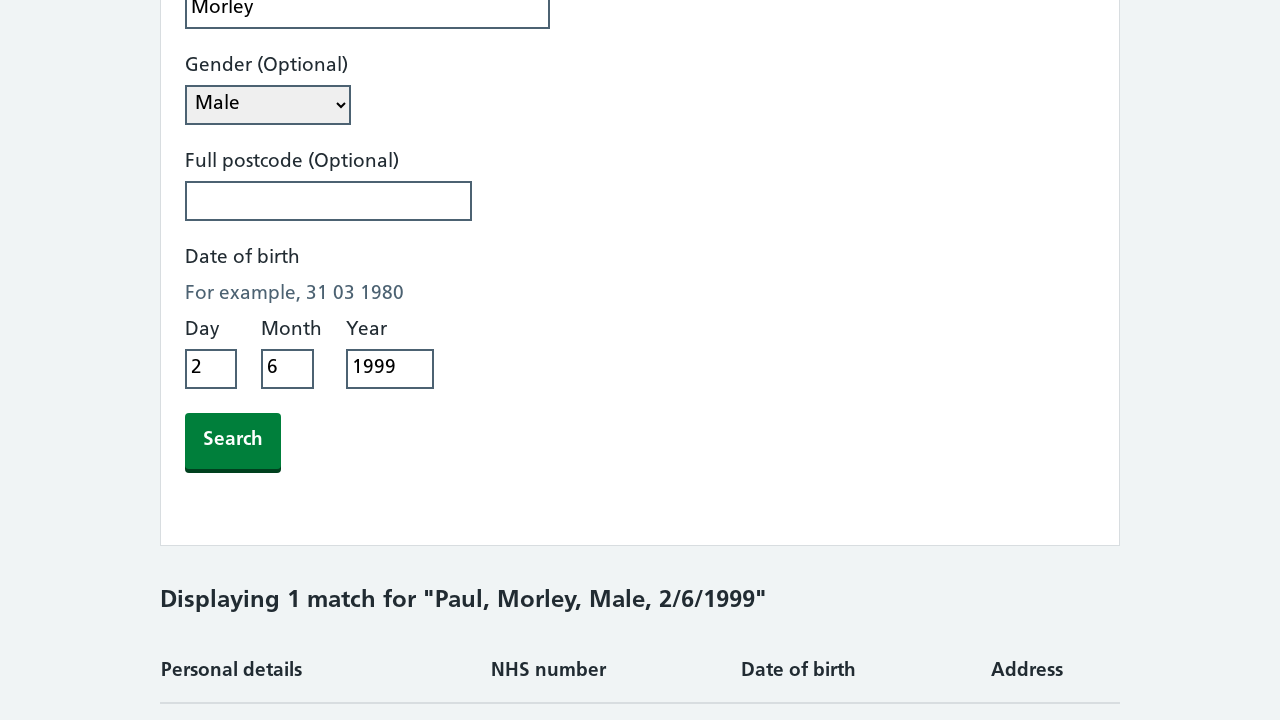 Morley
Gender (Optional)
Male
Full postcode (Optional)
Date of birth
For example, 31 03 1980
Day Month Year
2 6 1999
Search
Displaying 1 match for "Paul, Morley, Male, 2/6/1999"
Personal details NHS number Date of birth Address